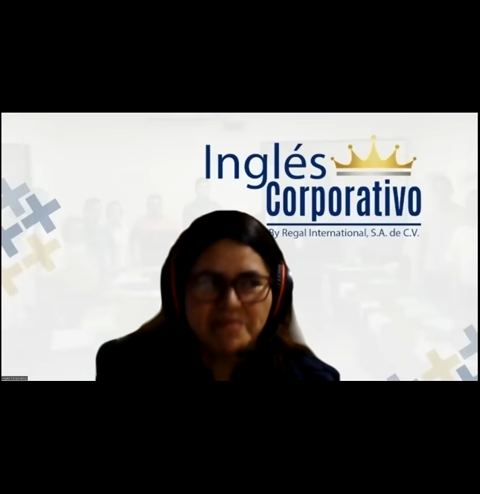 Inglés
Corporativo
By Regal International, S.A. de C.V.